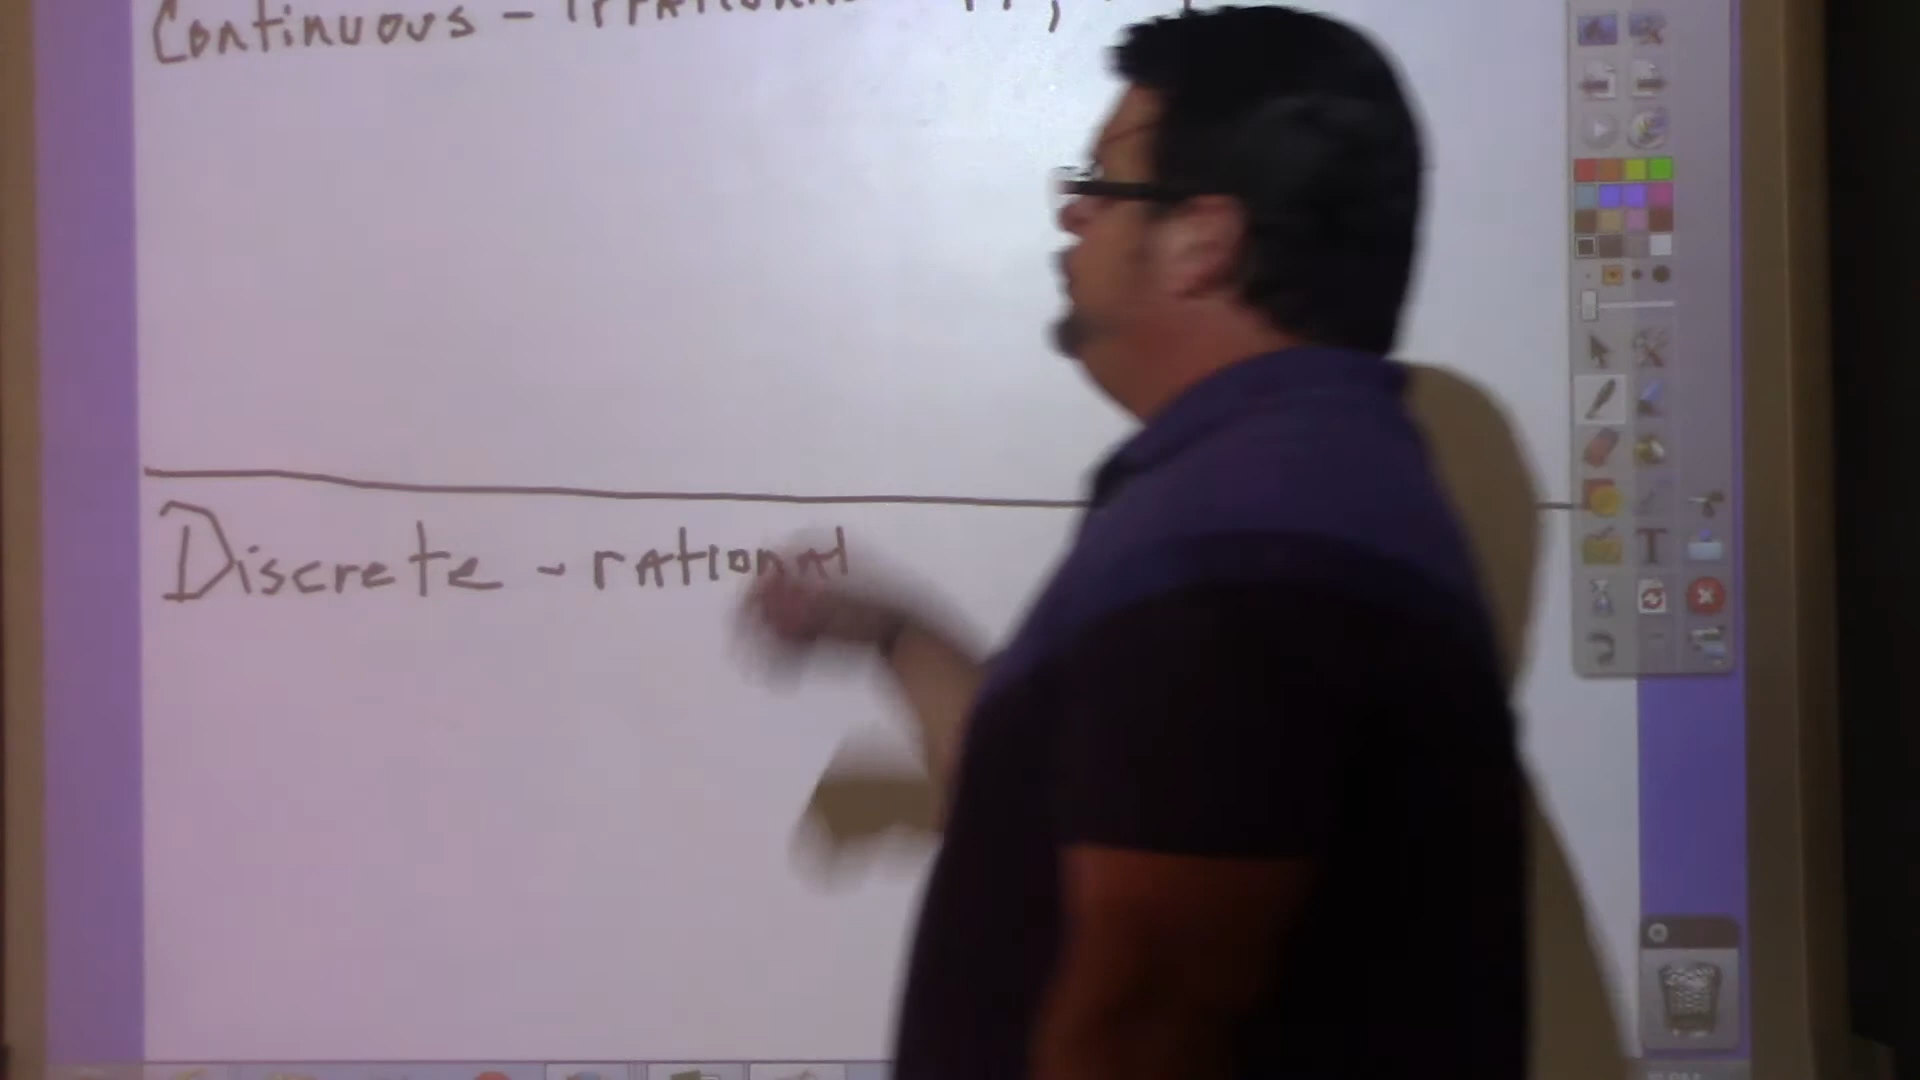 Continuous - irrational
Discrete - rational
T